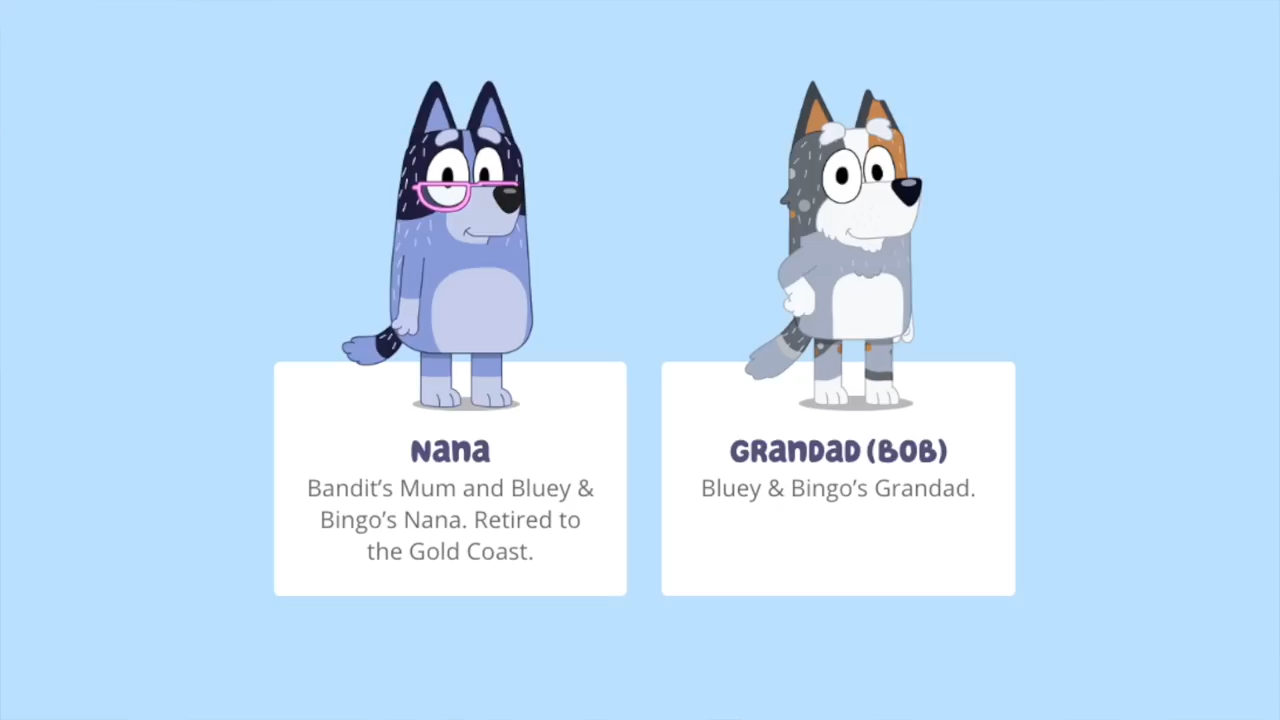 Nana
Bandit’s Mum and Bluey &
Bingo’s Nana. Retired to
the Gold Coast.
Grandad (Bob)
Bluey & Bingo’s Grandad.